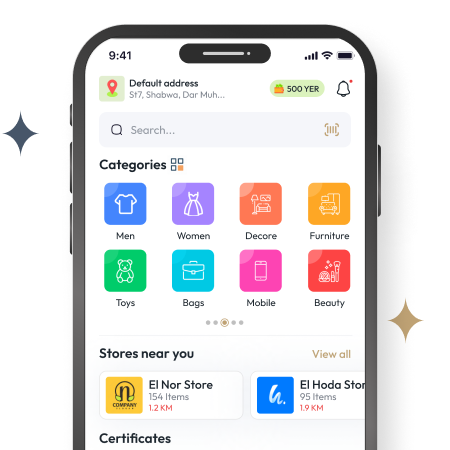 9:41
Default address
St7, Shabwa, Dar Muh...
500 YER
Search...
Categories
Men
Women
Decore
Furniture
Toys
Bags
Mobile
Beauty
Stores near you
View all
n
COMPANY
El Nor Store
154 Items
1.2 KM
h.
El Hoda Stor
95 Items
1.9 KM
Certificates